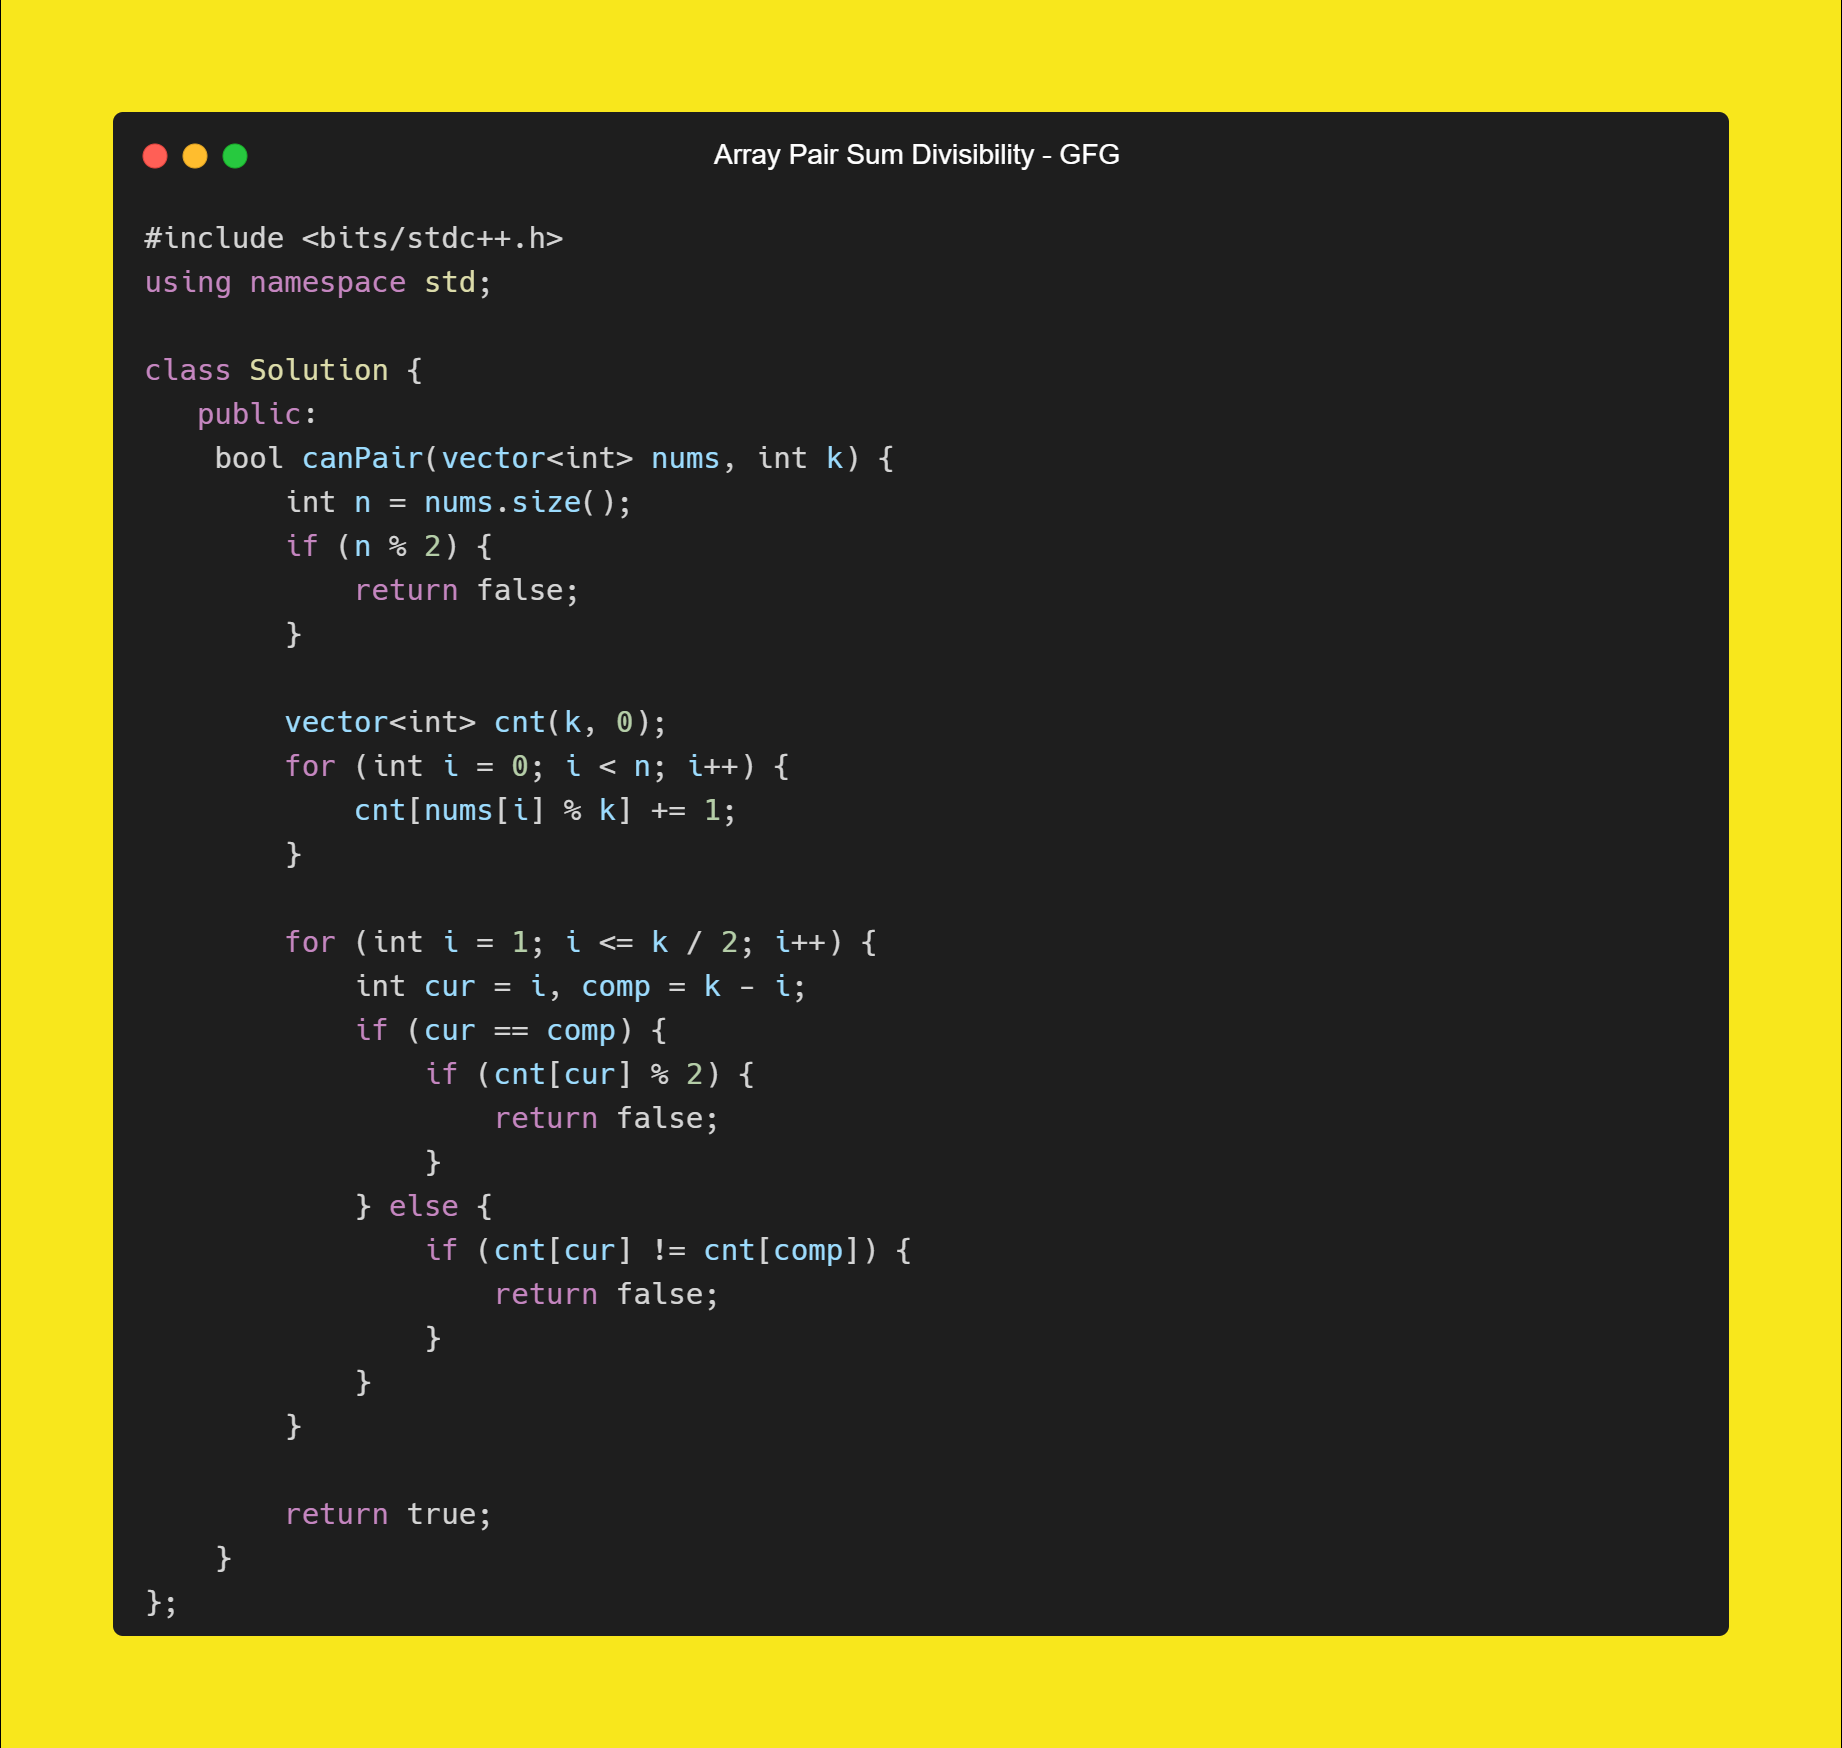 Array Pair Sum Divisibility - GFG
#include <bits/stdc++.h>
using namespace std;
class Solution {
public:
bool canPair(vector<int> nums, int k) {
int n = nums.size();
if (n % 2) {
return false;
}
vector<int> cnt(k, 0);
for (int i = 0; i < n; i++) {
cnt[nums[i] % k] += 1;
}
for (int i = 1; i <= k / 2; i++) {
int cur = i, comp = k - i;
if (cur == comp) {
if (cnt[cur] % 2) {
return false;
}
} else {
if (cnt[cur] != cnt[comp]) {
return false;
}
}
}
return true;
}
};